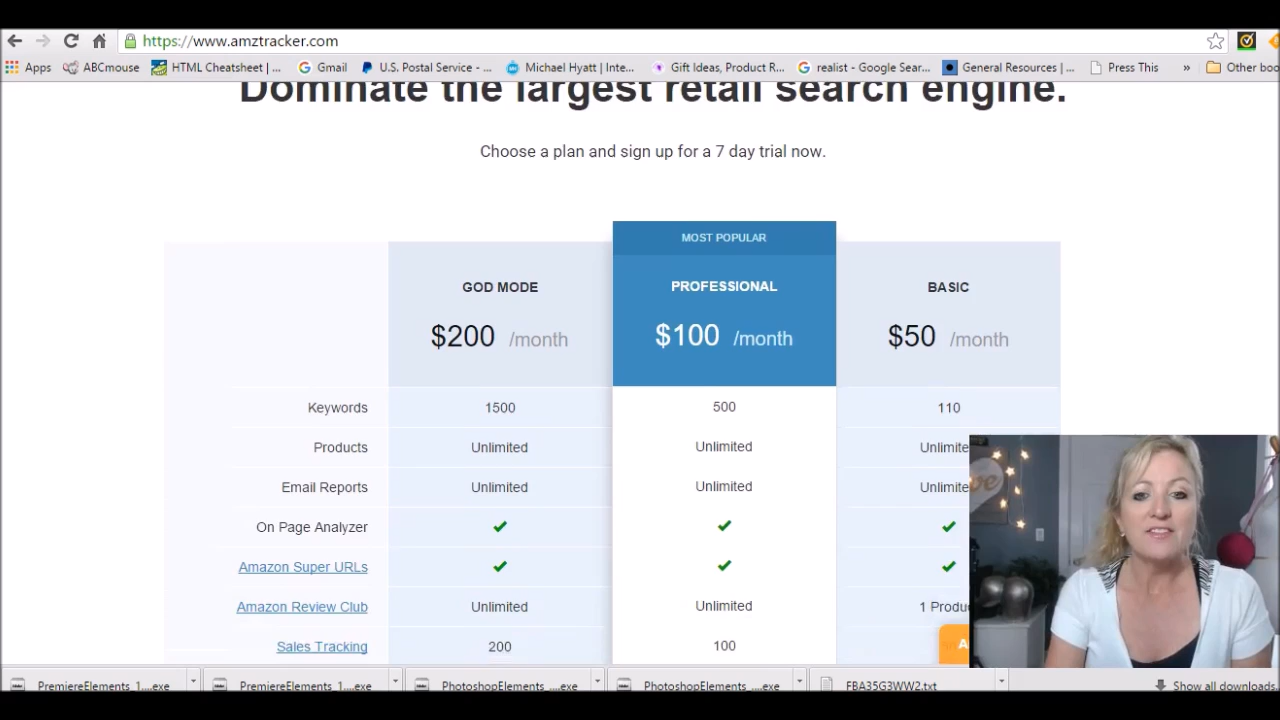 https://www.amztracker.com
Apps ABCmouse HTML Cheatsheet | ... Gmail U.S. Postal Service - ... Michael Hyatt | Inte... Gift Ideas, Product R... realist - Google Sear... General Resources | ... Press This » Other boo
Dominate the largest retail search engine.
Choose a plan and sign up for a 7 day trial now.
MOST POPULAR
GOD MODE PROFESSIONAL BASIC
$200 /month $100 /month $50 /month
Keywords 1500 500 110
Products Unlimited Unlimited Unlimite
Email Reports Unlimited Unlimited Unlimite
On Page Analyzer
Amazon Super URLs
Amazon Review Club Unlimited Unlimited 1 Produ
Sales Tracking 200 100
PremiereElements_1....exe PremiereElements_1....exe PhotoshopElements_....exe PhotoshopElements_....exe FBA35G3WW2.txt Show all downloads.